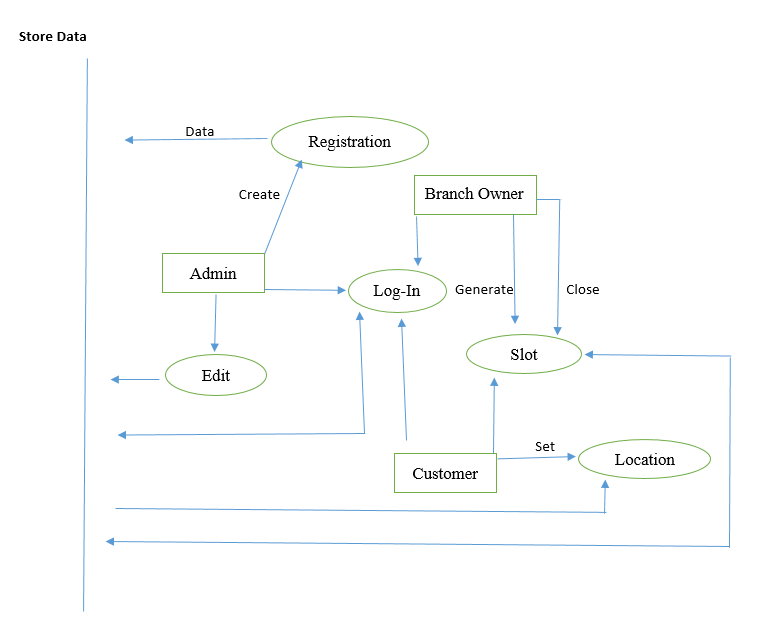 Store Data
Data
Registration
Create
Branch Owner
Admin
Log-In
Generate
Close
Slot
Edit
Set
Customer
Location